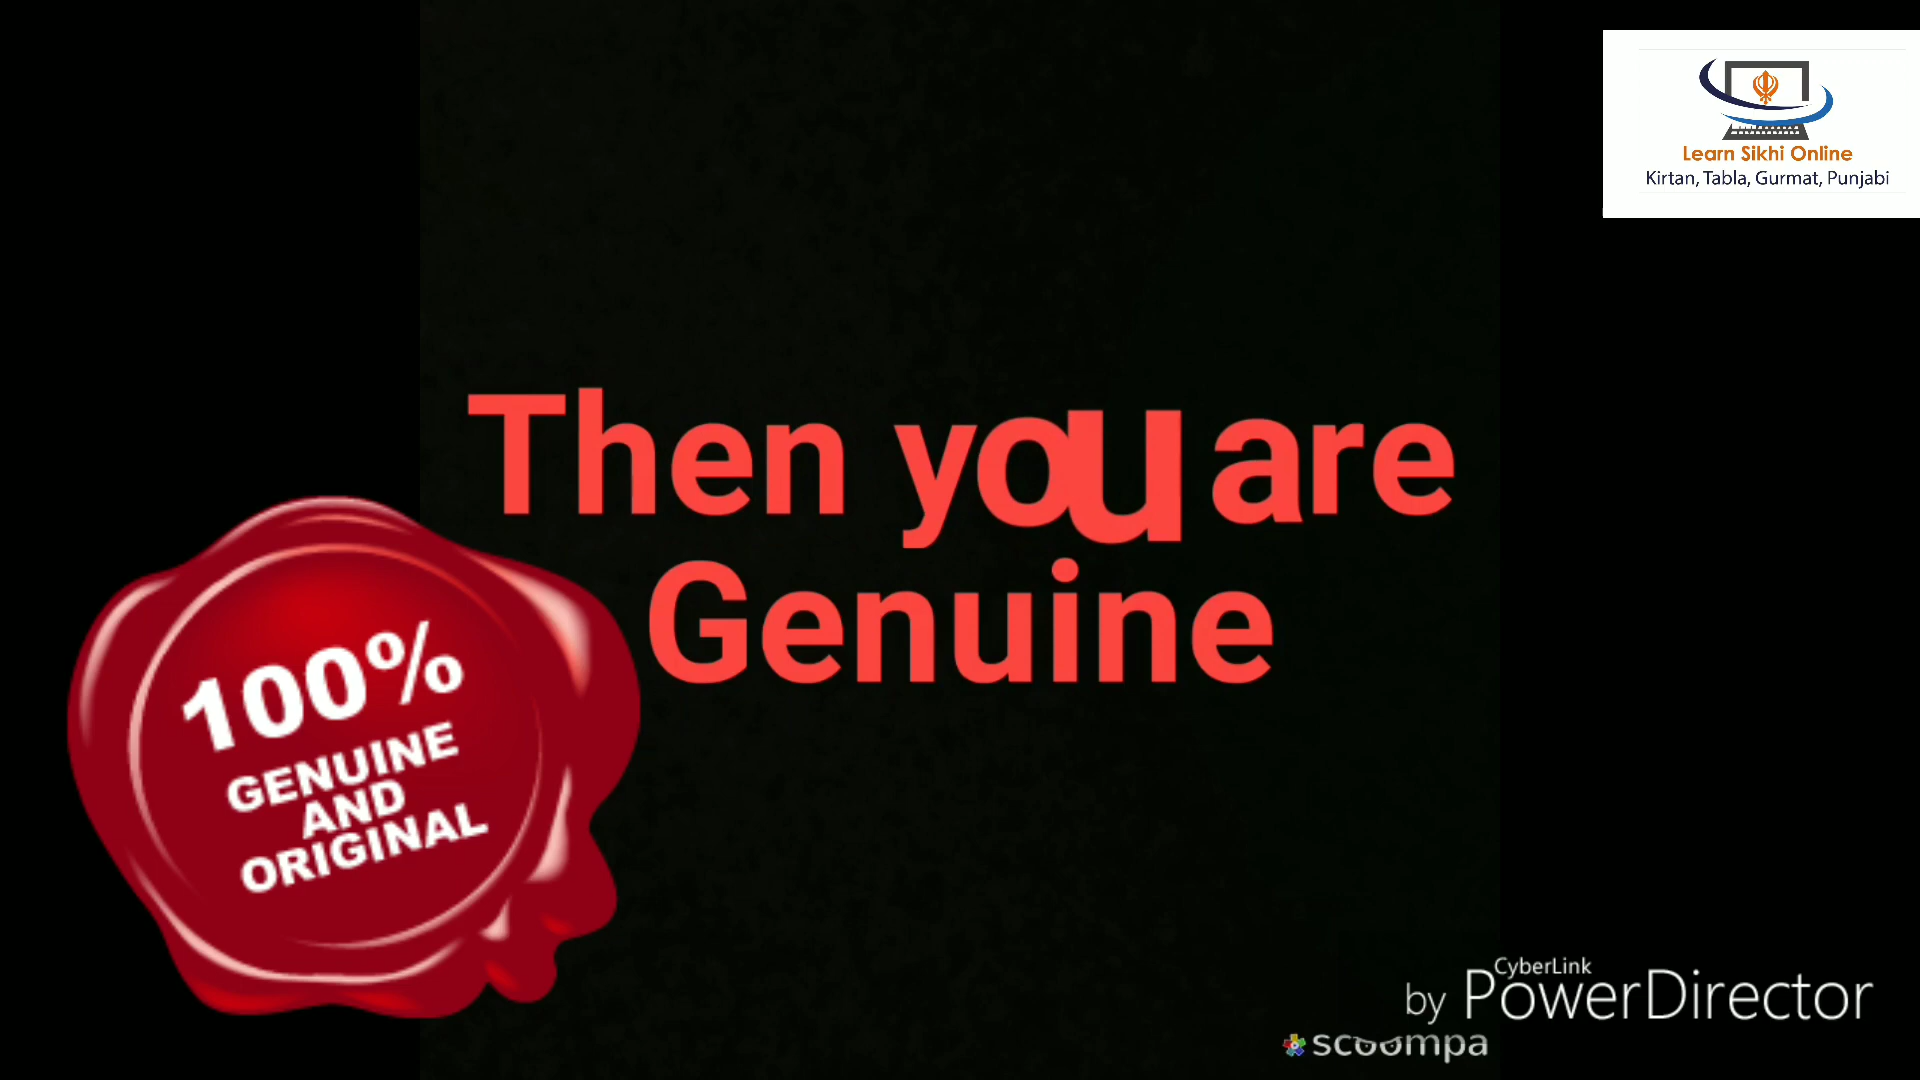 Learn Sikhi Online
Kirtan, Tabla, Gurmat, Punjabi
Then you are
Genuine
100%
GENUINE
AND
ORIGINAL
CyberLink
by PowerDirector
scoompa